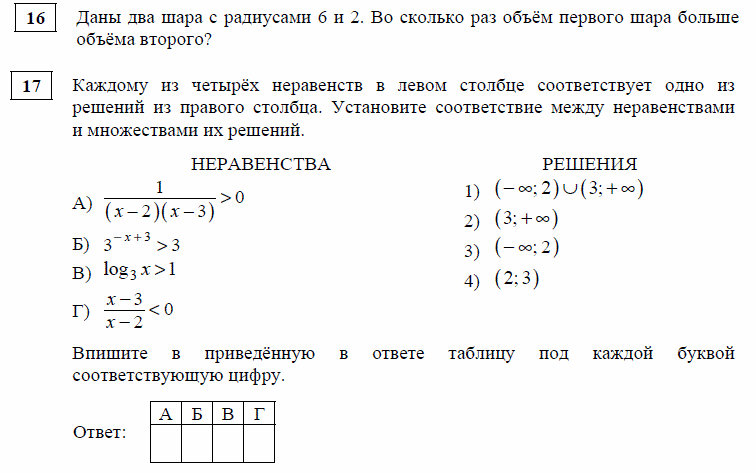 16 Даны два шара с радиусами 6 и 2. Во сколько раз объём первого шара больше
объёма второго?
17 Каждому из четырёх неравенств в левом столбце соответствует одно из
решений из правого столбца. Установите соответствие между неравенствами
и множествами их решений.
НЕРАВЕНСТВА РЕШЕНИЯ
А) 1/((x−2)(x−3)) > 0 1) (−∞; 2)∪(3; +∞)
Б) 3^(−x+3) > 3 2) (3; +∞)
В) log₃ x > 1 3) (−∞; 2)
Г) (x−3)/(x−2) < 0 4) (2; 3)
Впишите в приведённую в ответе таблицу под каждой буквой
соответствующую цифру.
А Б В Г
Ответ: